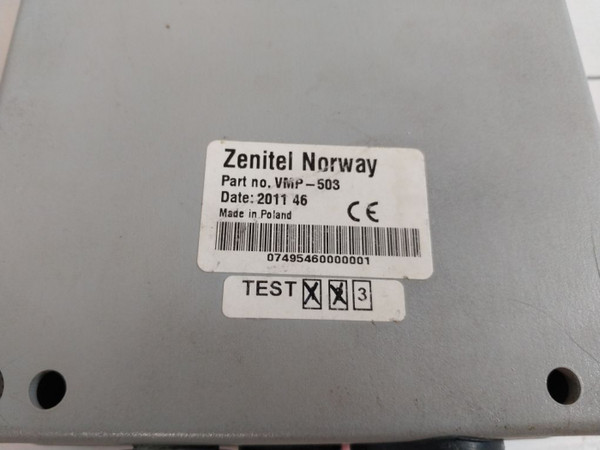 Zenitel Norway
Part no. VMP-503
Date: 2011 46
Made in Poland
CE
07495460000001
TEST 3